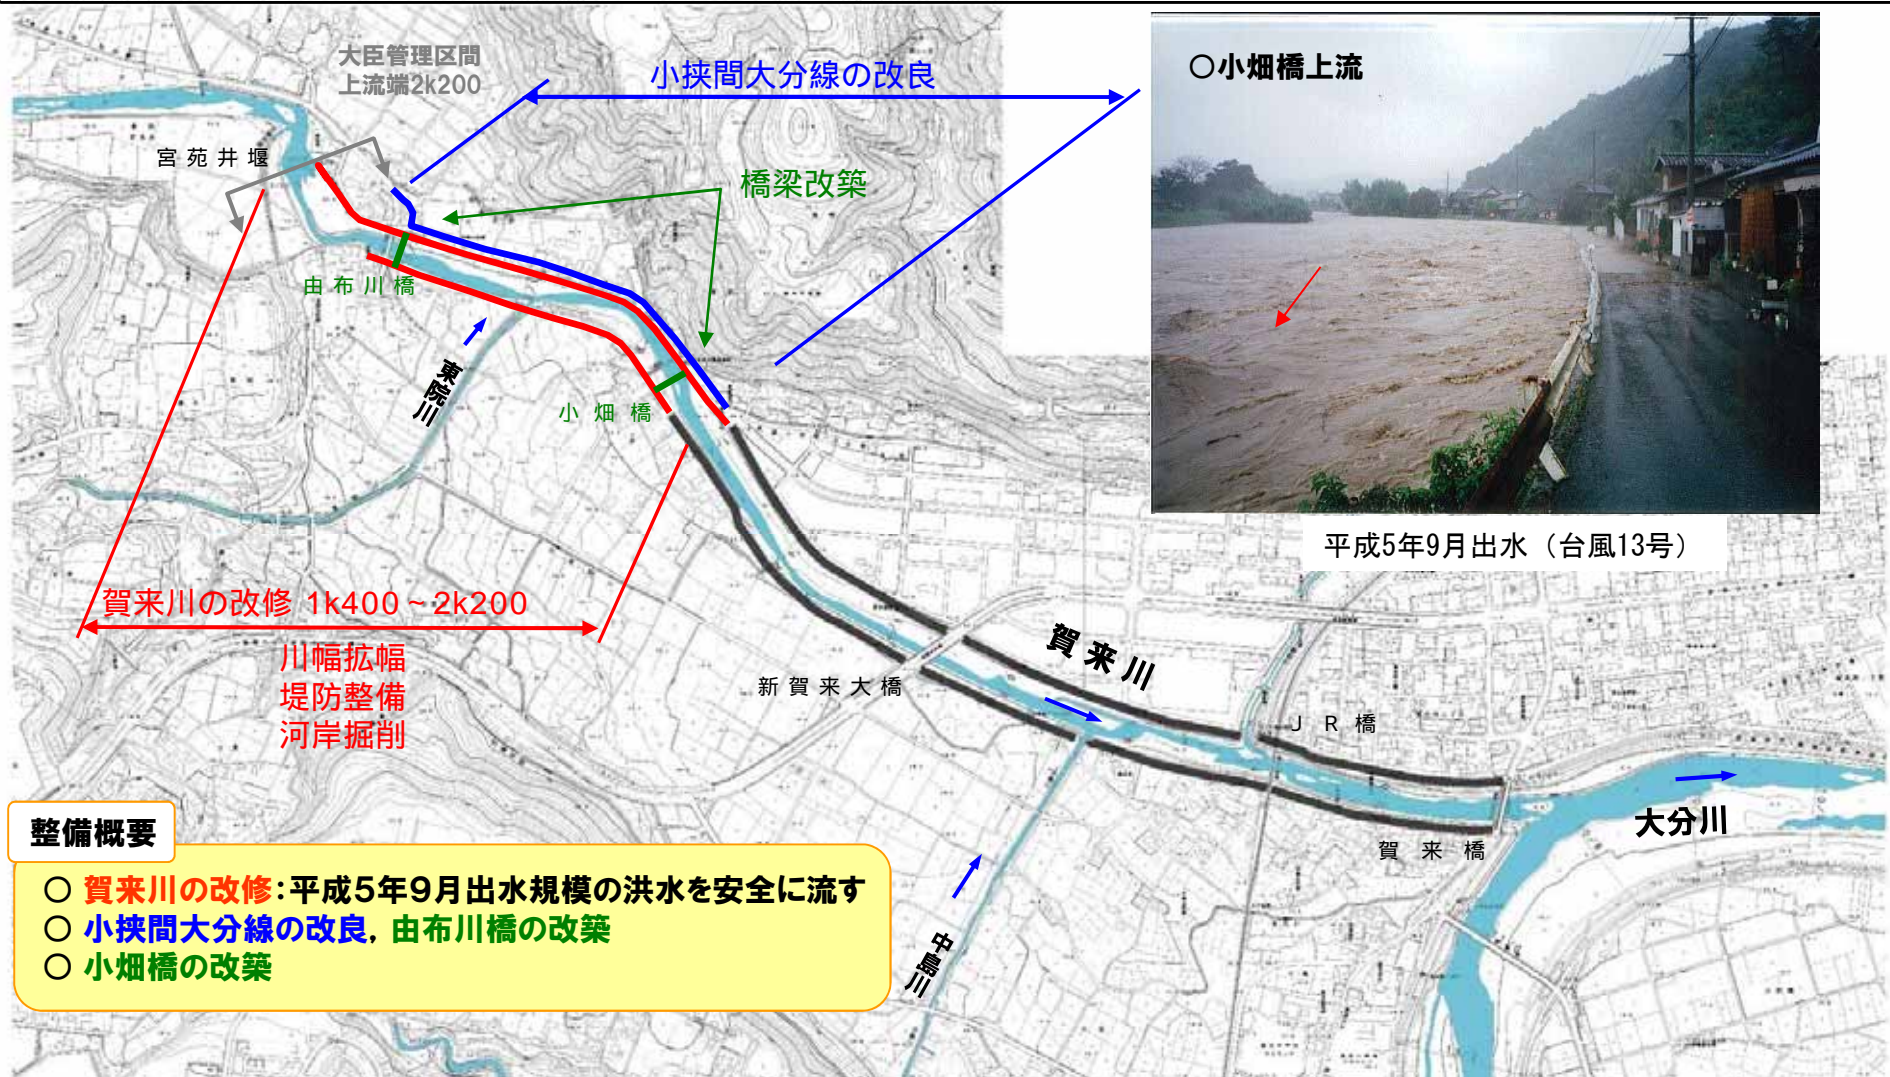 大臣管理区間
上流端2k200
小挟間大分線の改良
○小畑橋上流
宮苑井堰
橋梁改築
由布川橋
東院川
小畑橋
平成5年9月出水（台風13号）
賀来川の改修 1k400～2k200
川幅拡幅
堤防整備
河岸掘削
賀来川
新賀来大橋
JR橋
大分川
賀来橋
中島川
整備概要
○ 賀来川の改修：平成５年９月出水規模の洪水を安全に流す
○ 小挟間大分線の改良，由布川橋の改築
○ 小畑橋の改築